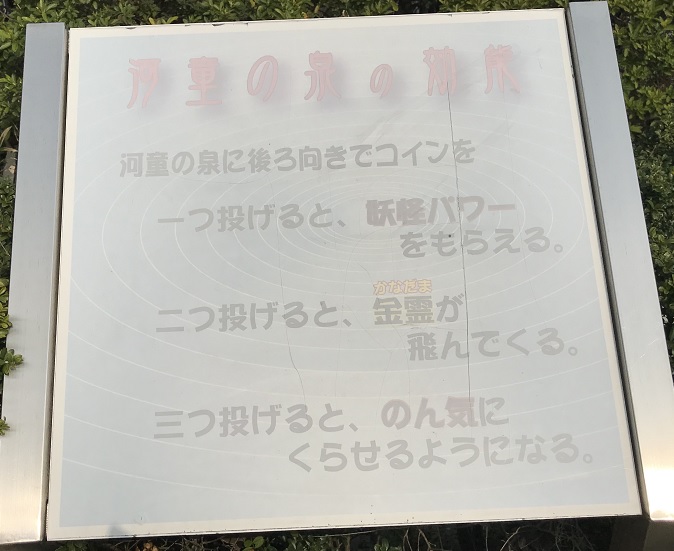 河童の泉の
河童の泉に後ろ向きでコインを
一つ投げると、妖怪パワー
をもらえる。
かなだま
二つ投げると、金霊が
飛んでくる。
三つ投げると、のん気に
くらせるようになる。